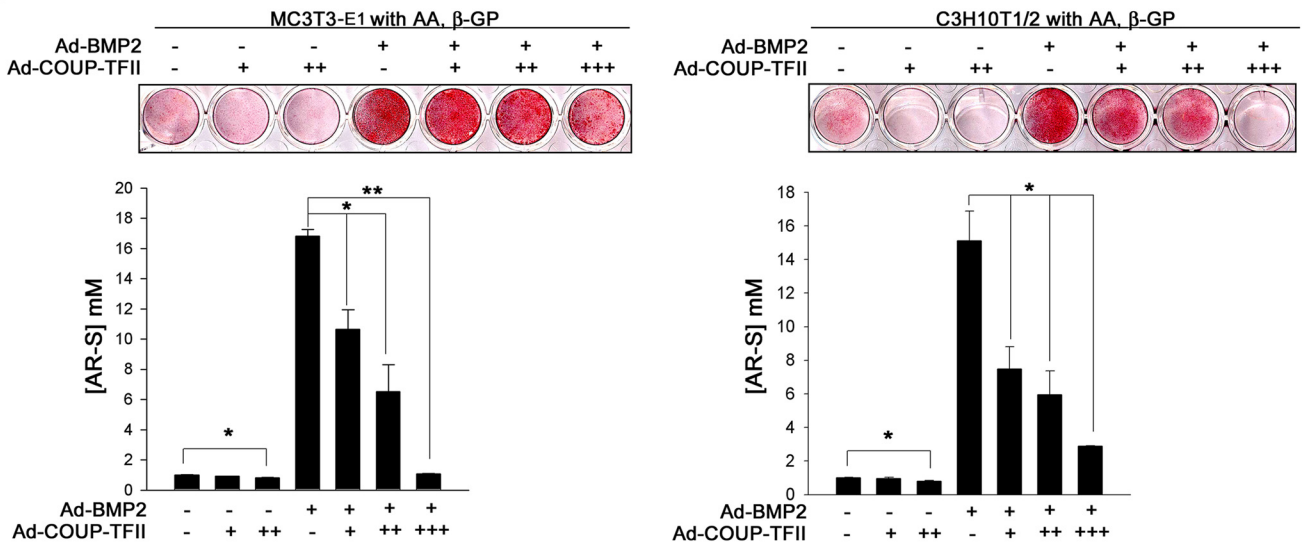 MC3T3-E1 with AA, β-GP
Ad-BMP2 - - - + + + +
Ad-COUP-TFII - + ++ - + ++ +++
[AR-S] mM
20
18
16
14
12
10
8
6
4
2
0
*
*
**
Ad-BMP2 - - - + + + +
Ad-COUP-TFII - + ++ - + ++ +++
C3H10T1/2 with AA, β-GP
Ad-BMP2 - - - + + + +
Ad-COUP-TFII - + ++ - + ++ +++
[AR-S] mM
18
16
14
12
10
8
6
4
2
0
*
*
Ad-BMP2 - - - + + + +
Ad-COUP-TFII - + ++ - + ++ +++